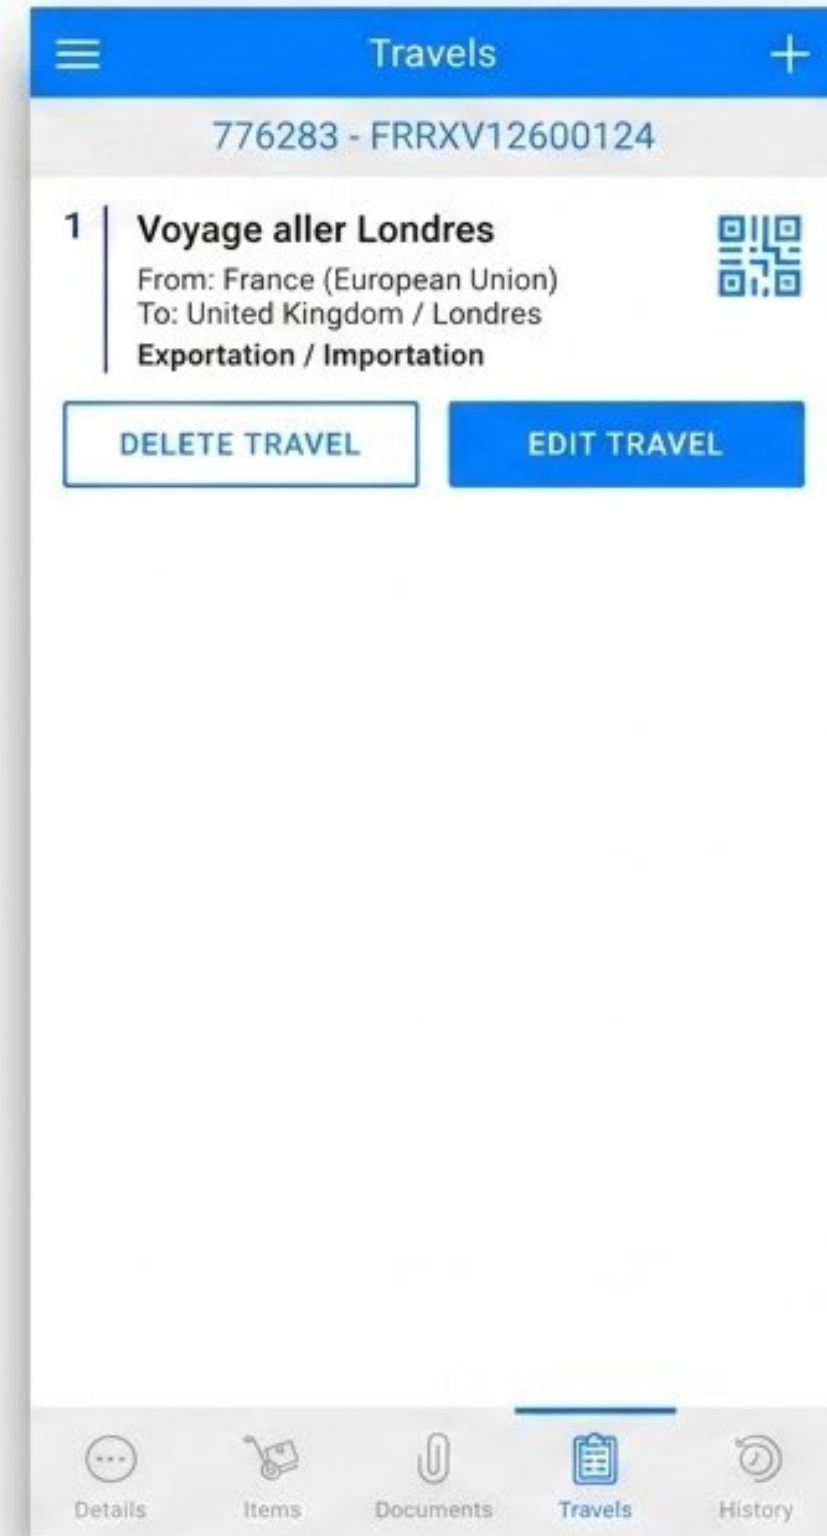 Travels
776283 - FRRXV12600124
1
Voyage aller Londres
From: France (European Union)
To: United Kingdom / Londres
Exportation / Importation
DELETE TRAVEL
EDIT TRAVEL
Details
Items
Documents
Travels
History